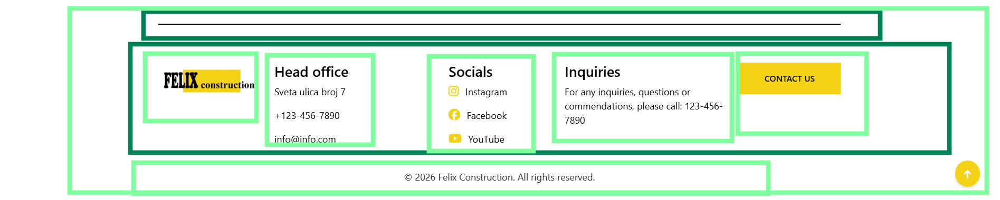 FELIX construction
Head office
Sveta ulica broj 7
+123-456-7890
info@info.com
Socials
Instagram
Facebook
YouTube
Inquiries
For any inquiries, questions or
commendations, please call: 123-456-
7890
CONTACT US
© 2026 Felix Construction. All rights reserved.